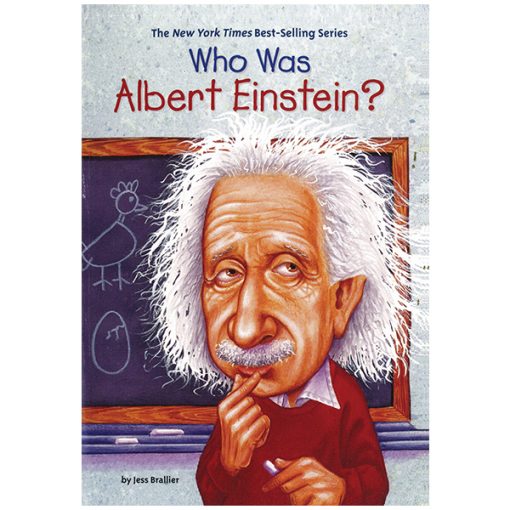 The New York Times Best-Selling Series
Who Was
Albert Einstein?
by Jess Brallier